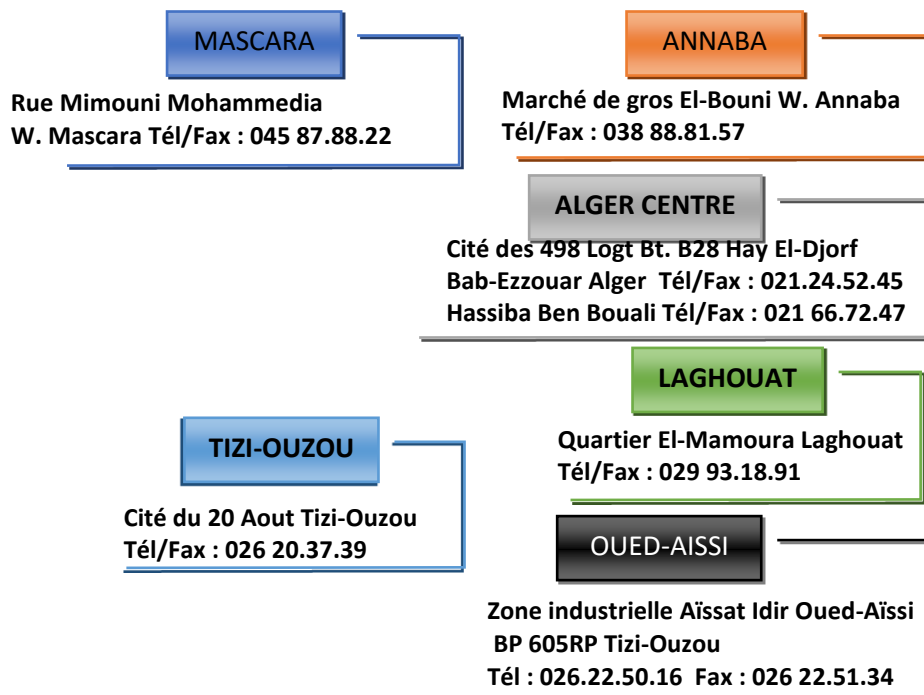 MASCARA
Rue Mimouni Mohammedia
W. Mascara Tél/Fax : 045 87.88.22
ANNABA
Marché de gros El-Bouni W. Annaba
Tél/Fax : 038 88.81.57
ALGER CENTRE
Cité des 498 Logt Bt. B28 Hay El-Djorf
Bab-Ezzouar Alger  Tél/Fax : 021.24.52.45
Hassiba Ben Bouali Tél/Fax : 021 66.72.47
LAGHOUAT
Quartier El-Mamoura Laghouat
Tél/Fax : 029 93.18.91
TIZI-OUZOU
Cité du 20 Aout Tizi-Ouzou
Tél/Fax : 026 20.37.39
OUED-AISSI
Zone industrielle Aïssat Idir Oued-Aïssi
BP 605RP Tizi-Ouzou
Tél : 026.22.50.16  Fax : 026 22.51.34